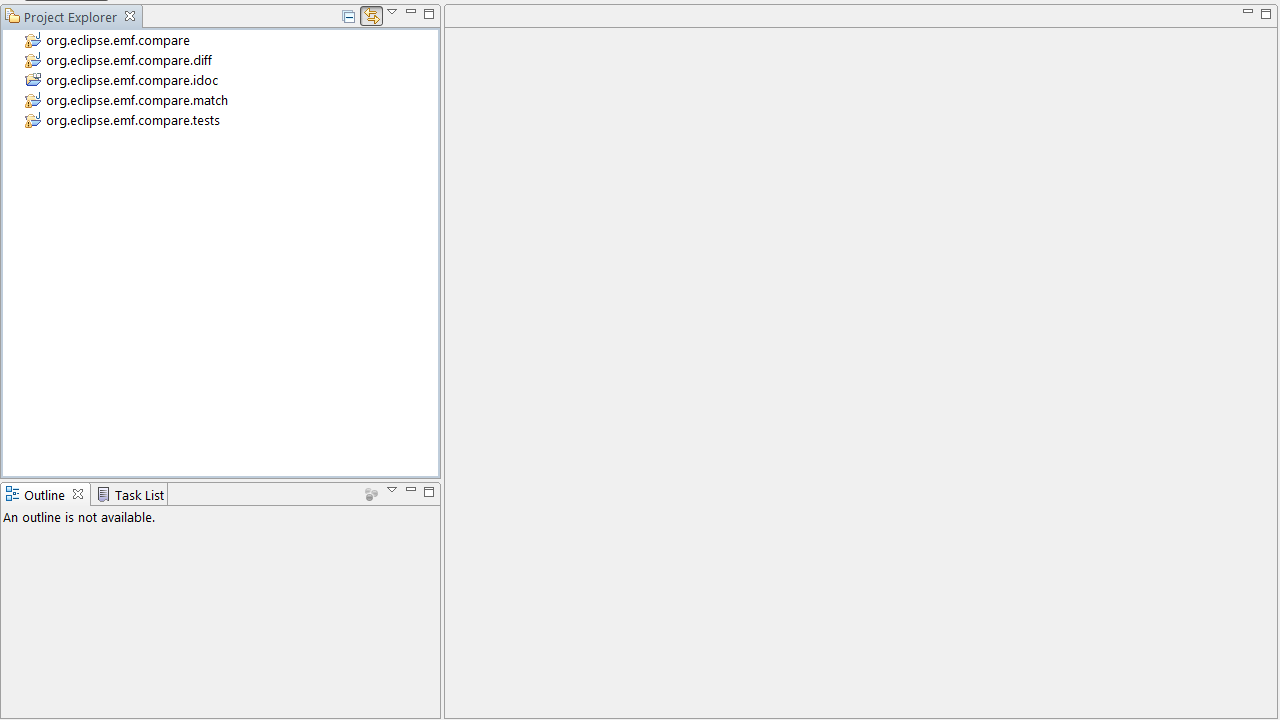 Project Explorer
org.eclipse.emf.compare
org.eclipse.emf.compare.diff
org.eclipse.emf.compare.idoc
org.eclipse.emf.compare.match
org.eclipse.emf.compare.tests
Outline Task List
An outline is not available.